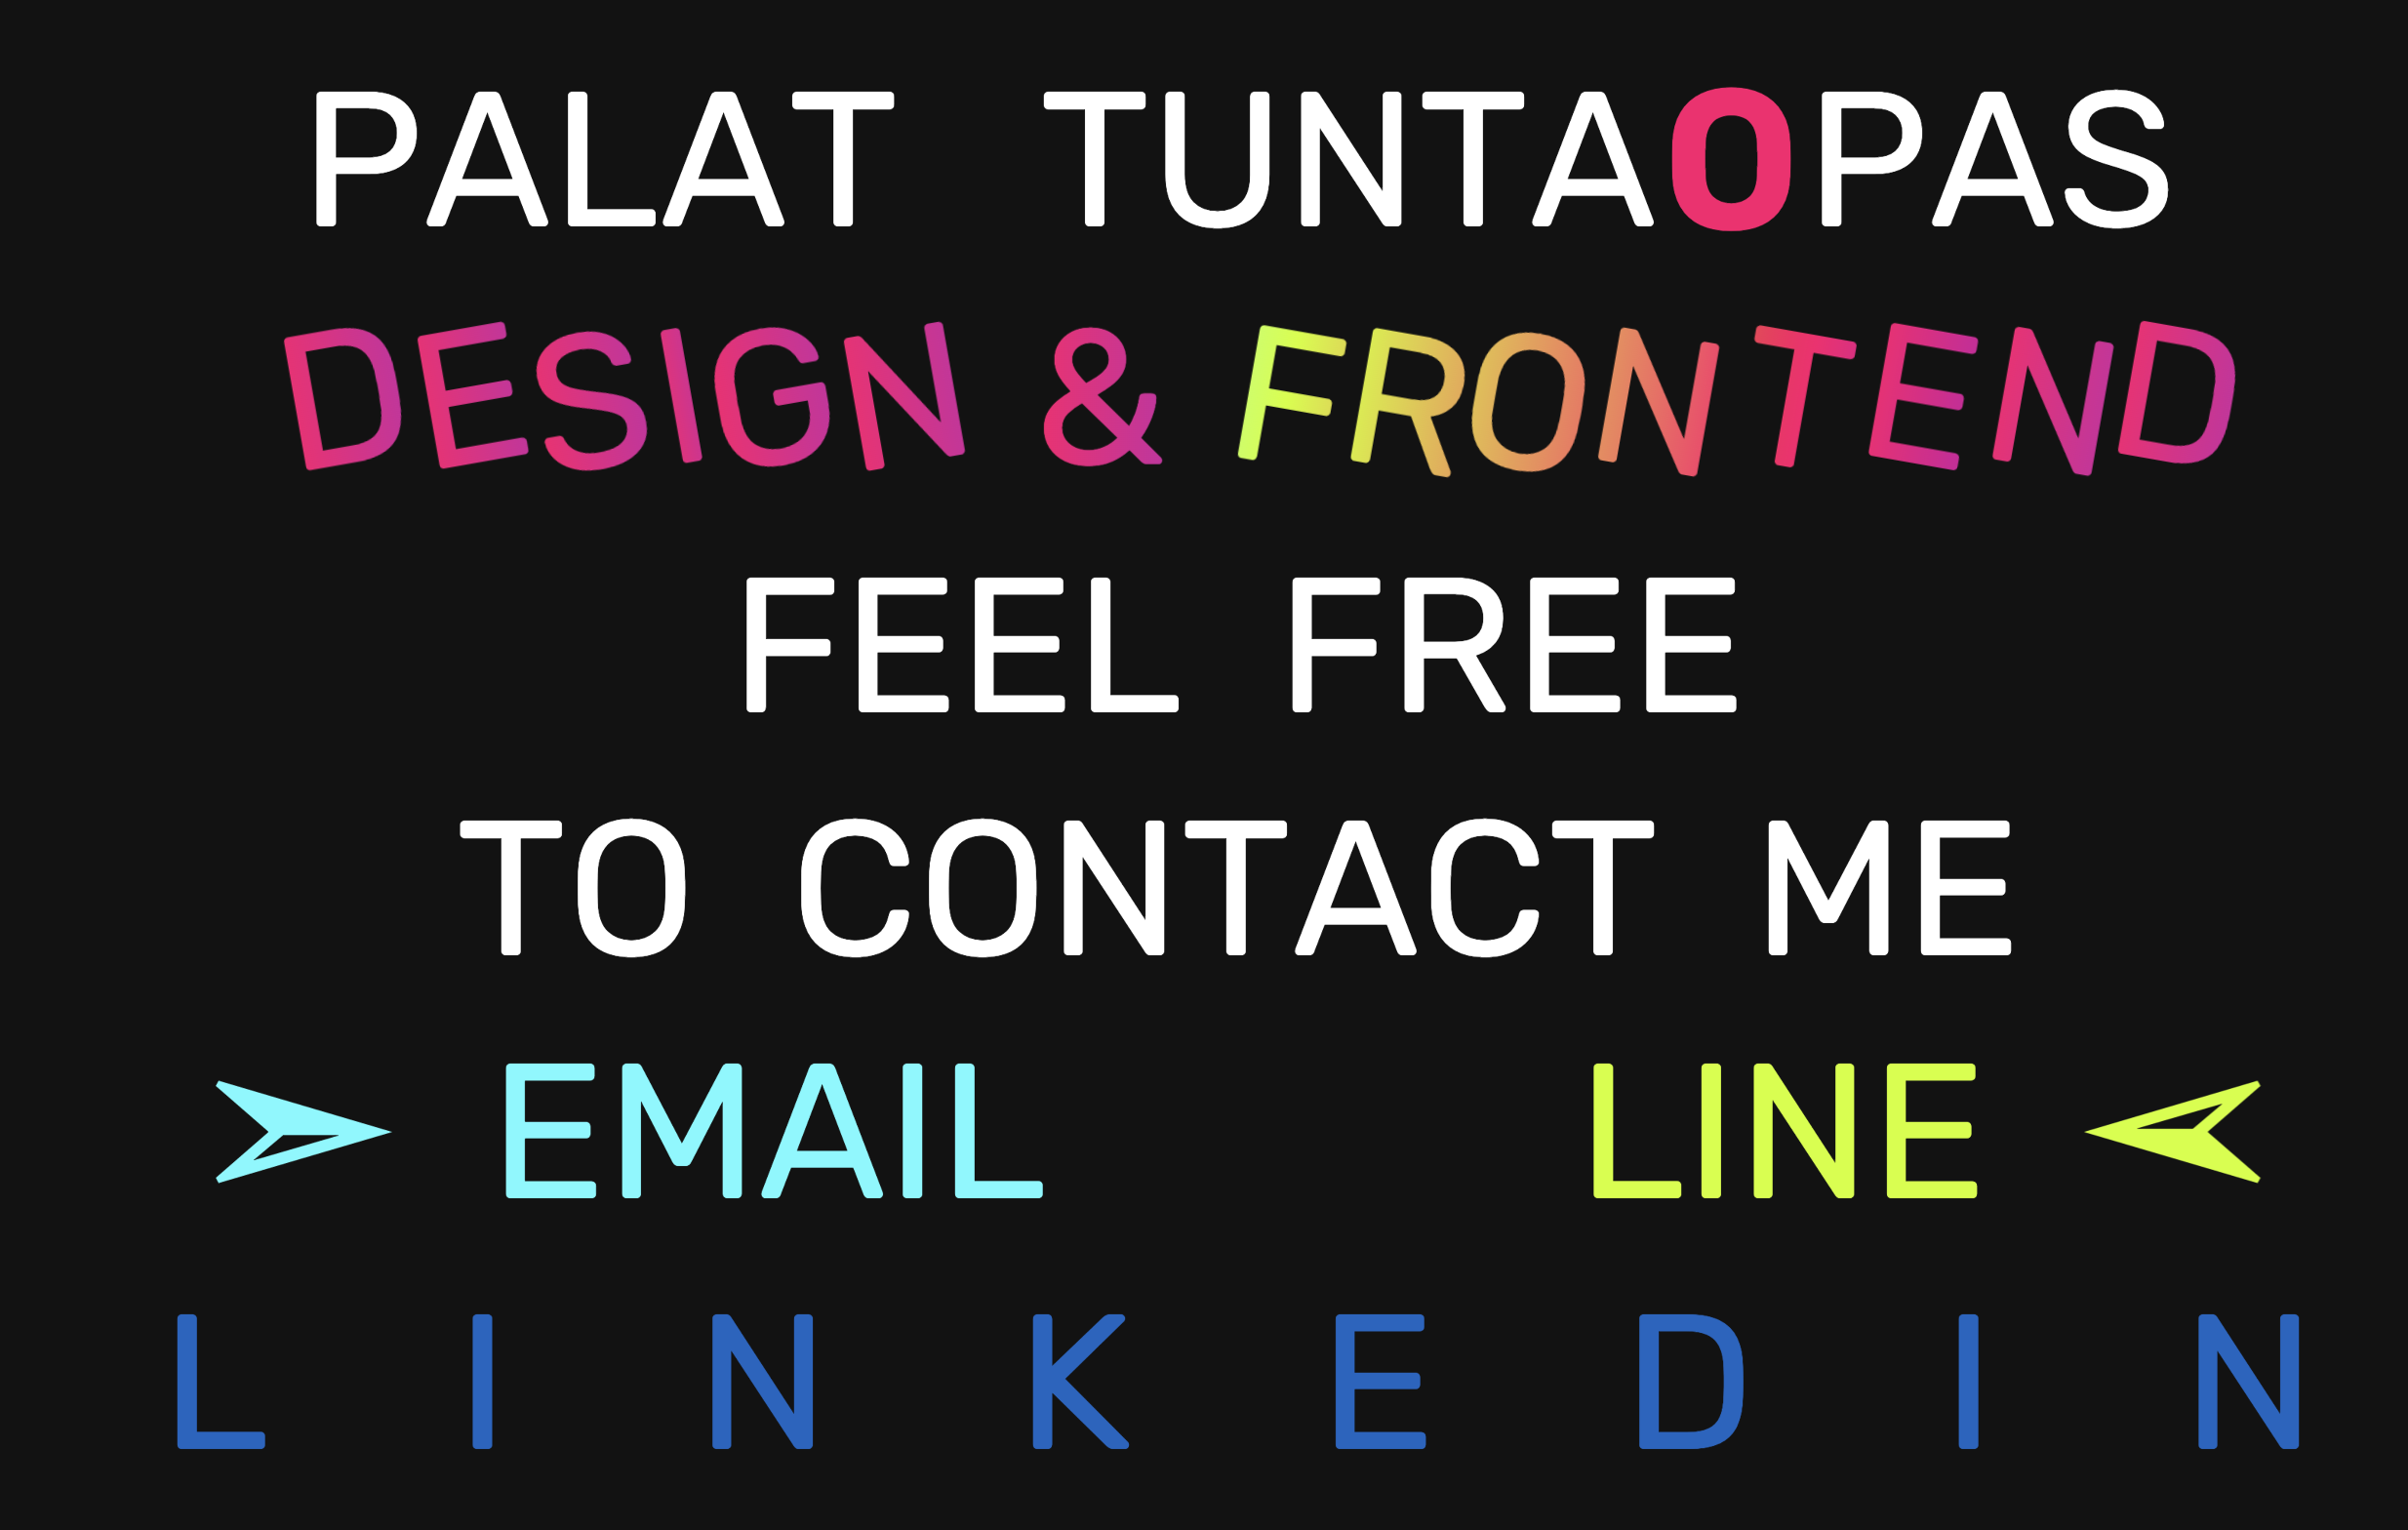 PALAT TUNTAOPAS
DESIGN & FRONTEND
FEEL FREE
TO CONTACT ME
EMAIL LINE
LINKEDIN